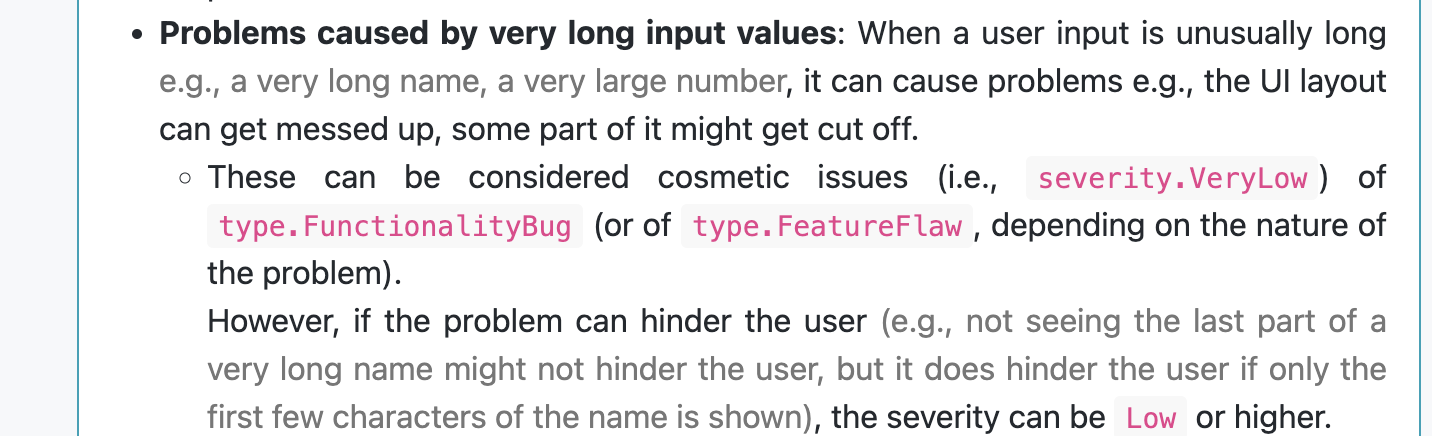 • Problems caused by very long input values: When a user input is unusually long
e.g., a very long name, a very large number, it can cause problems e.g., the UI layout
can get messed up, some part of it might get cut off.
◦ These can be considered cosmetic issues (i.e., severity.VeryLow) of
type.FunctionalityBug (or of type.FeatureFlaw, depending on the nature of
the problem).
However, if the problem can hinder the user (e.g., not seeing the last part of a
very long name might not hinder the user, but it does hinder the user if only the
first few characters of the name is shown), the severity can be Low or higher.